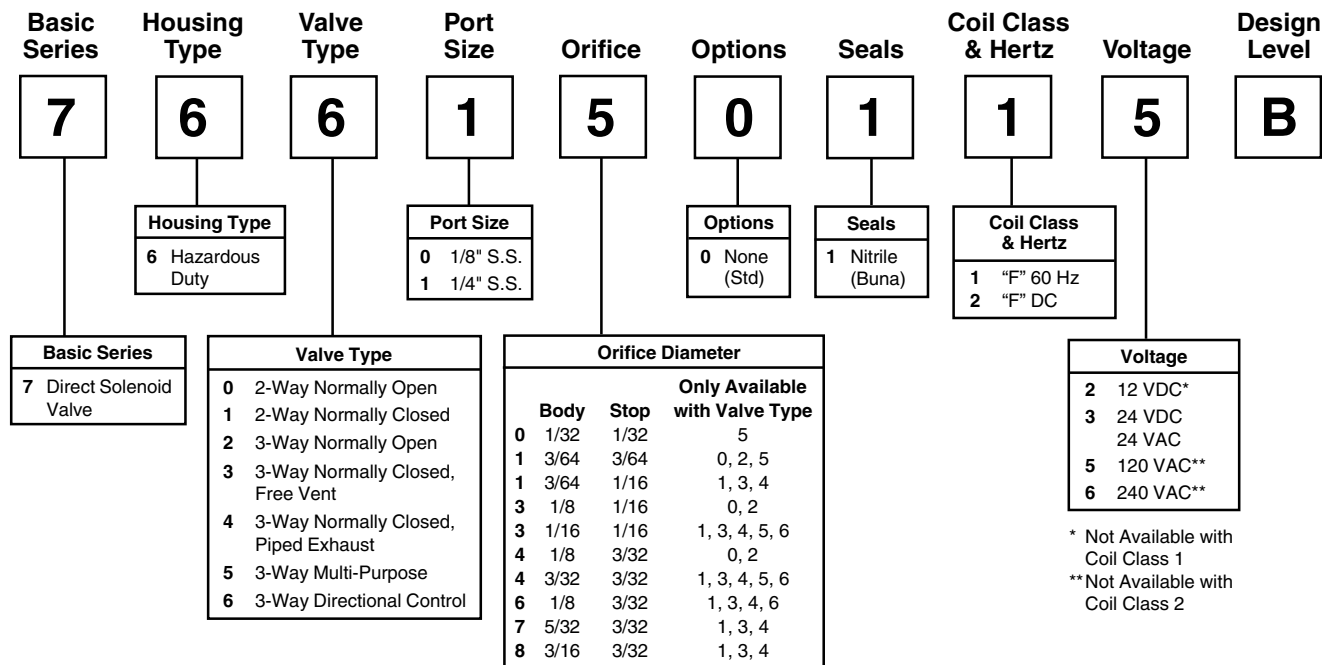 Basic Series
Housing Type
Valve Type
Port Size
Orifice
Options
Seals
Coil Class & Hertz
Voltage
Design Level
7 6 6 1 5 0 1 1 5 B
Housing Type
6 Hazardous
Duty
Port Size
0 1/8" S.S.
1 1/4" S.S.
Options
0 None
(Std)
Seals
1 Nitrile
(Buna)
Coil Class
& Hertz
1 “F” 60 Hz
2 “F” DC
Basic Series
7 Direct Solenoid
Valve
Valve Type
0 2-Way Normally Open
1 2-Way Normally Closed
2 3-Way Normally Open
3 3-Way Normally Closed,
Free Vent
4 3-Way Normally Closed,
Piped Exhaust
5 3-Way Multi-Purpose
6 3-Way Directional Control
Orifice Diameter
Only Available
Body Stop with Valve Type
0 1/32 1/32 5
1 3/64 3/64 0, 2, 5
1 3/64 1/16 1, 3, 4
3 1/8 1/16 0, 2
3 1/16 1/16 1, 3, 4, 5, 6
4 1/8 3/32 0, 2
4 3/32 3/32 1, 3, 4, 5, 6
6 1/8 3/32 1, 3, 4, 6
7 5/32 3/32 1, 3, 4
8 3/16 3/32 1, 3, 4
Voltage
2 12 VDC*
3 24 VDC
24 VAC
5 120 VAC**
6 240 VAC**
* Not Available with
Coil Class 1
** Not Available with
Coil Class 2